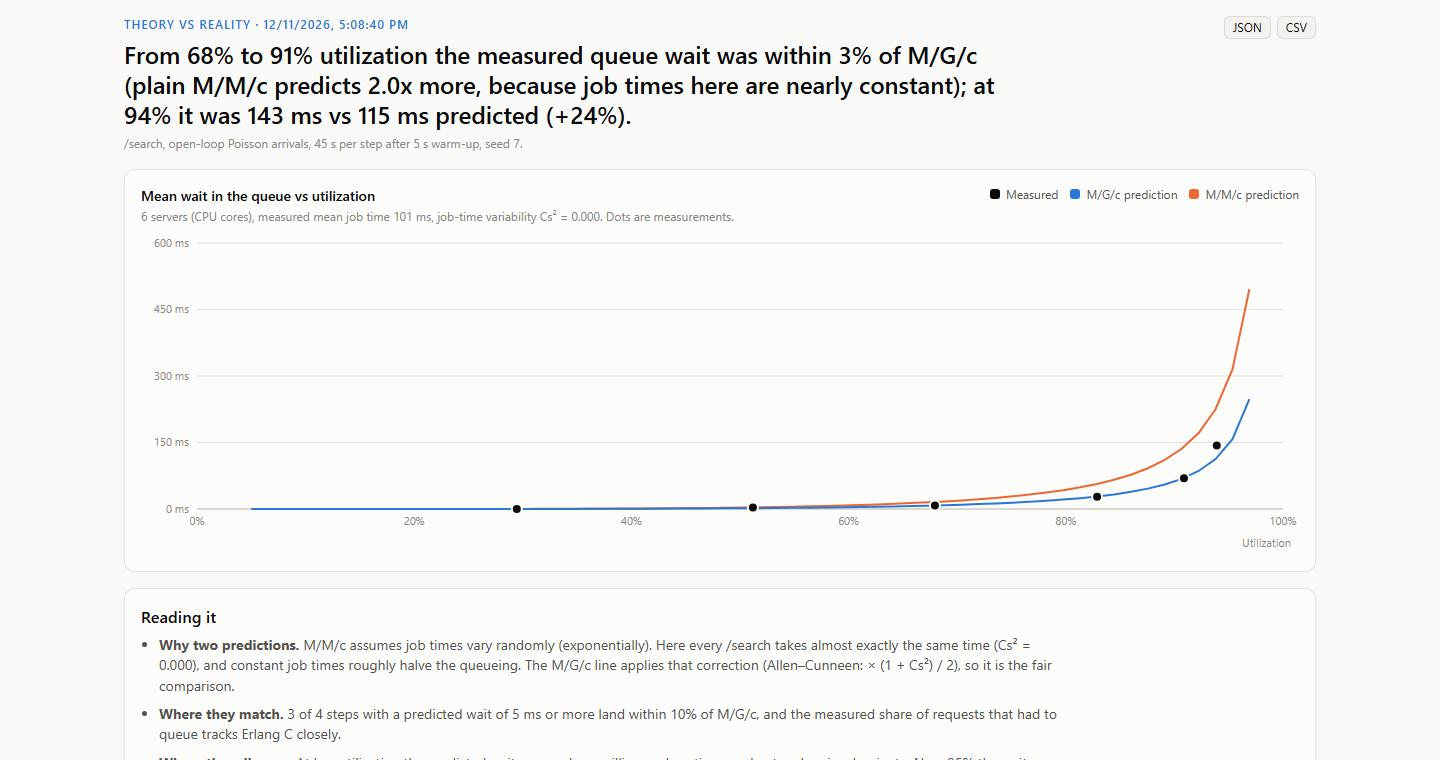 THEORY VS REALITY · 12/11/2026, 5:08:40 PM
JSON
CSV
From 68% to 91% utilization the measured queue wait was within 3% of M/G/c
(plain M/M/c predicts 2.0x more, because job times here are nearly constant); at
94% it was 143 ms vs 115 ms predicted (+24%).
/search, open-loop Poisson arrivals, 45 s per step after 5 s warm-up, seed 7.
Mean wait in the queue vs utilization
Measured
M/G/c prediction
M/M/c prediction
6 servers (CPU cores), measured mean job time 101 ms, job-time variability Cs² = 0.000. Dots are measurements.
600 ms
450 ms
300 ms
150 ms
0 ms
0%
20%
40%
60%
80%
100%
Utilization
Reading it
• Why two predictions. M/M/c assumes job times vary randomly (exponentially). Here every /search takes almost exactly the same time (Cs² =
0.000), and constant job times roughly halve the queueing. The M/G/c line applies that correction (Allen–Cunneen: × (1 + Cs²) / 2), so it is the fair
comparison.
• Where they match. 3 of 4 steps with a predicted wait of 5 ms or more land within 10% of M/G/c, and the measured share of requests that had to
queue tracks Erlang C closely.